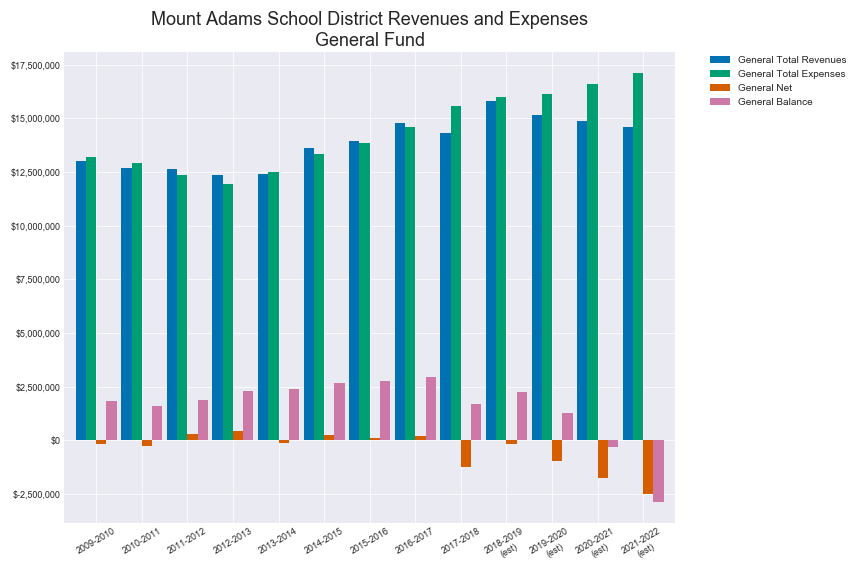 Mount Adams School District Revenues and Expenses
General Fund
$17,500,000
$15,000,000
$12,500,000
$10,000,000
$7,500,000
$5,000,000
$2,500,000
$0
$-2,500,000
General Total Revenues
General Total Expenses
General Net
General Balance
2009-2010
2010-2011
2011-2012
2012-2013
2013-2014
2014-2015
2015-2016
2016-2017
2017-2018
2018-2019
(est)
2019-2020
(est)
2020-2021
(est)
2021-2022
(est)